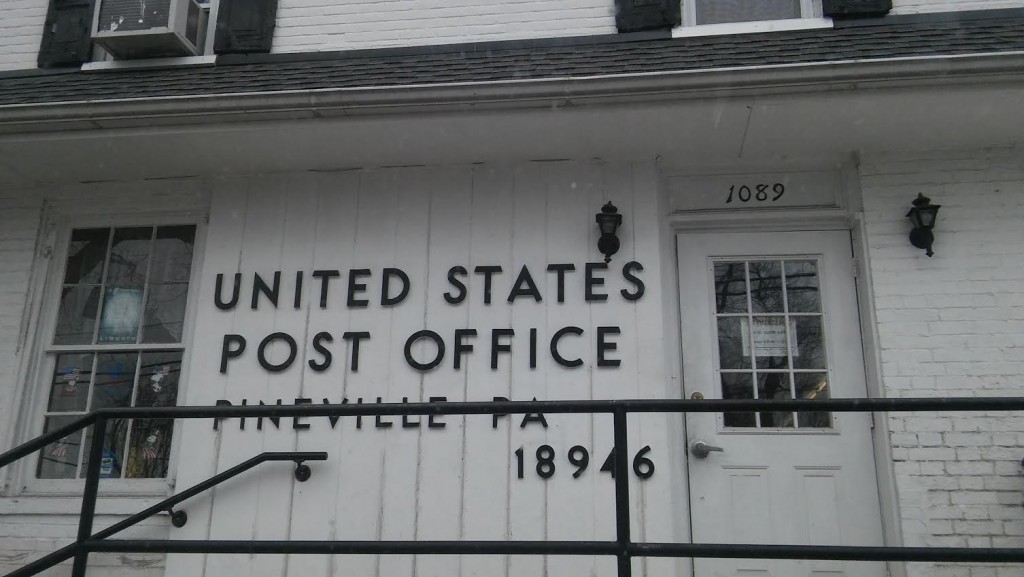 1089
UNITED STATES
POST OFFICE
PINEVILLE PA
18946